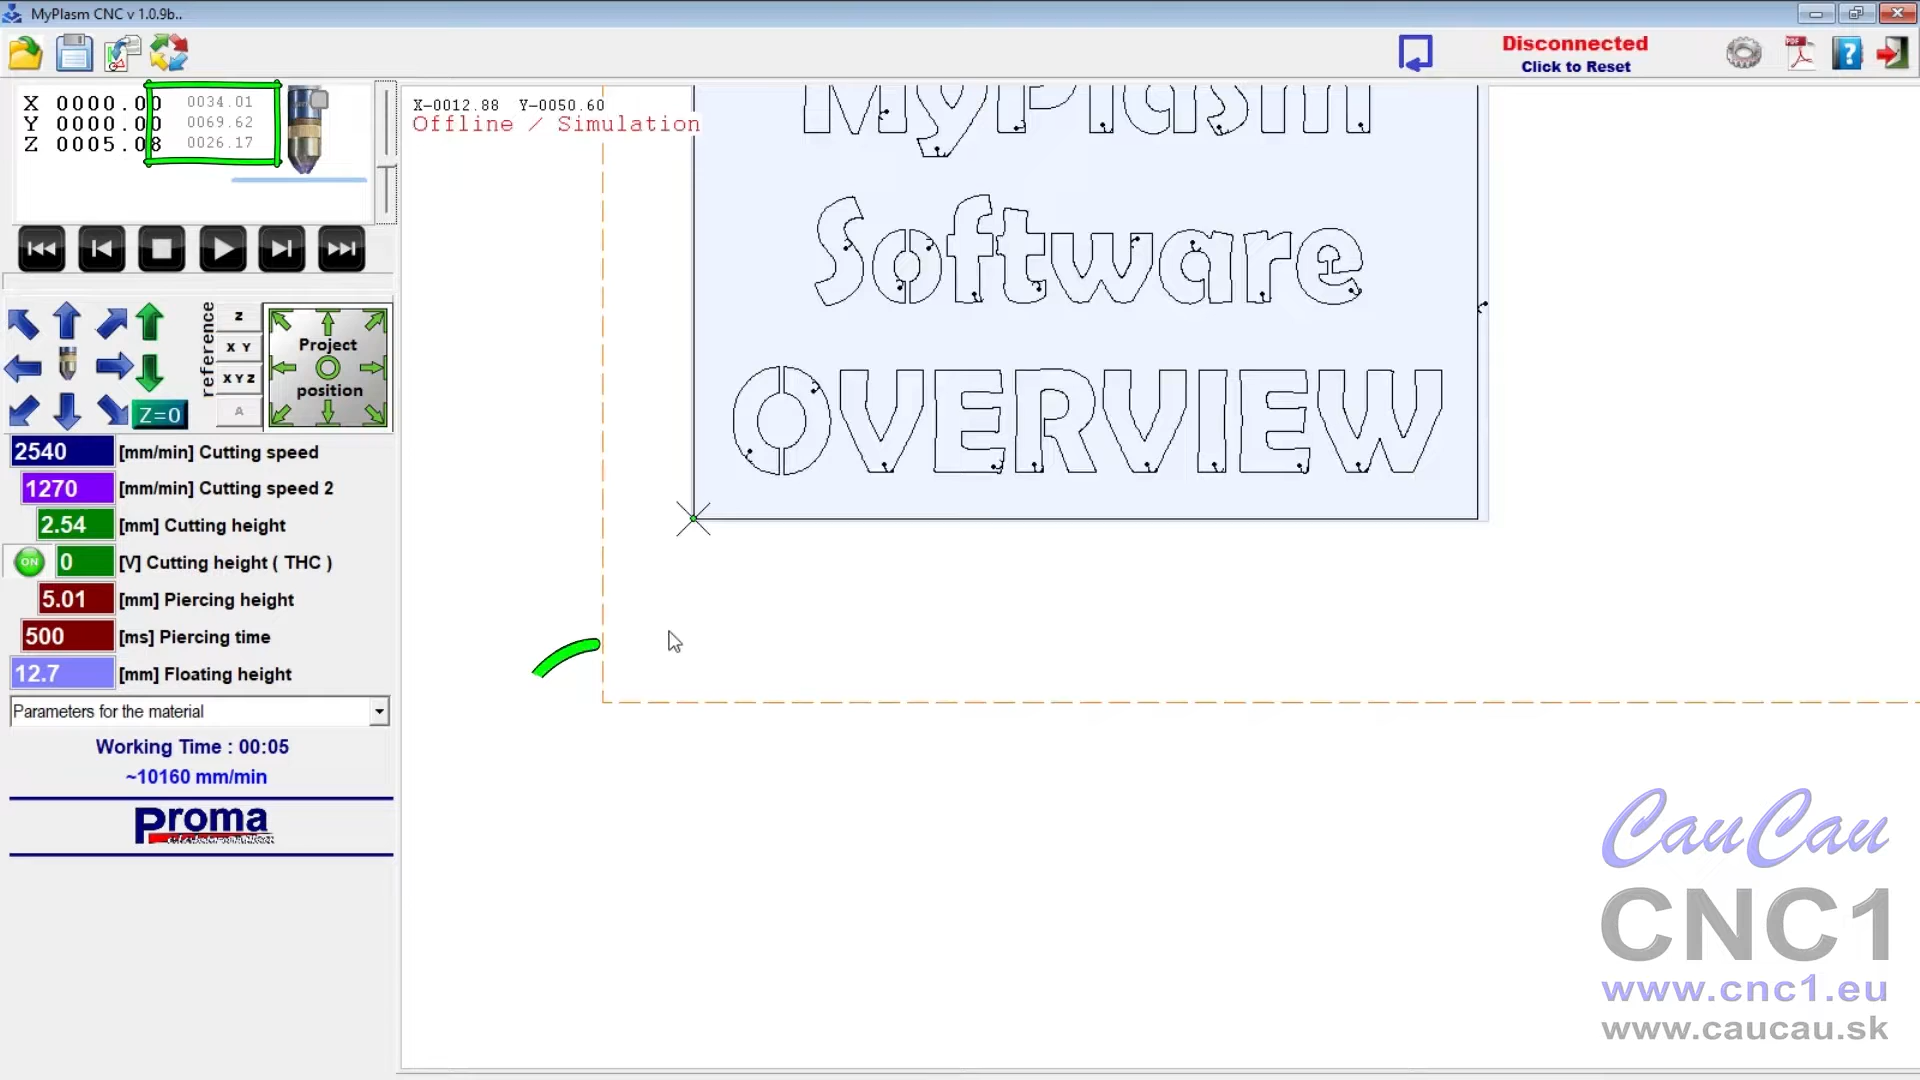 MyPlasm CNC v 1.0.9b..
Disconnected
Click to Reset
X 0000.00 0034.01
Y 0000.00 0069.62
Z 0005.08 0026.17
X-0012.88 Y-0050.60
Offline / Simulation
MyPlasm
Software
OVERVIEW
reference
Z
X Y
X Y Z
A
Project
position
Z=0
2540 [mm/min] Cutting speed
1270 [mm/min] Cutting speed 2
2.54 [mm] Cutting height
ON 0 [V] Cutting height ( THC )
5.01 [mm] Piercing height
500 [ms] Piercing time
12.7 [mm] Floating height
Parameters for the material
Working Time : 00:05
~10160 mm/min
Proma
CauCau
CNC1
www.cnc1.eu
www.caucau.sk
PDF
?